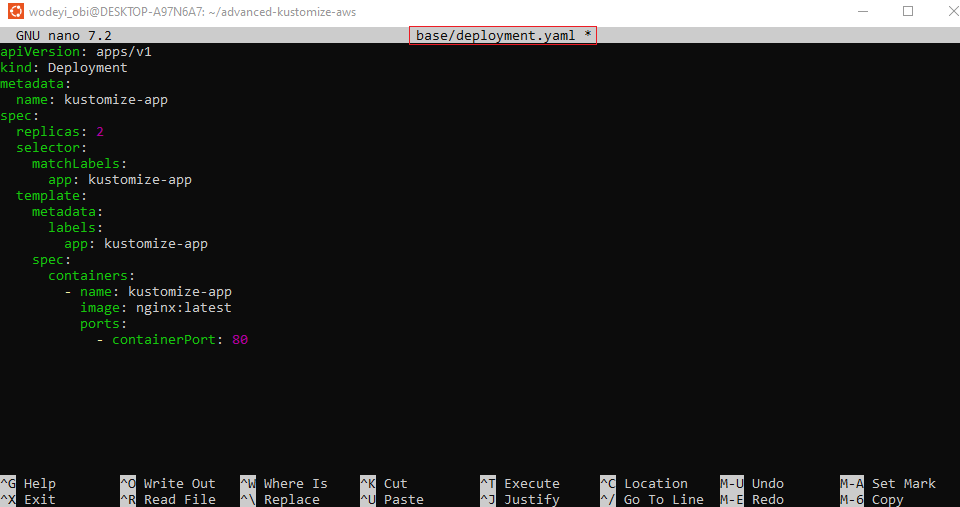 wodeyi_obi@DESKTOP-A97N6A7: ~/advanced-kustomize-aws
GNU nano 7.2 base/deployment.yaml *
apiVersion: apps/v1
kind: Deployment
metadata:
  name: kustomize-app
spec:
  replicas: 2
  selector:
    matchLabels:
      app: kustomize-app
  template:
    metadata:
      labels:
        app: kustomize-app
    spec:
      containers:
        - name: kustomize-app
          image: nginx:latest
          ports:
            - containerPort: 80
^G Help ^O Write Out ^W Where Is ^K Cut ^T Execute ^C Location M-U Undo M-A Set Mark
^X Exit ^R Read File ^\ Replace ^U Paste ^J Justify ^/ Go To Line M-E Redo M-6 Copy